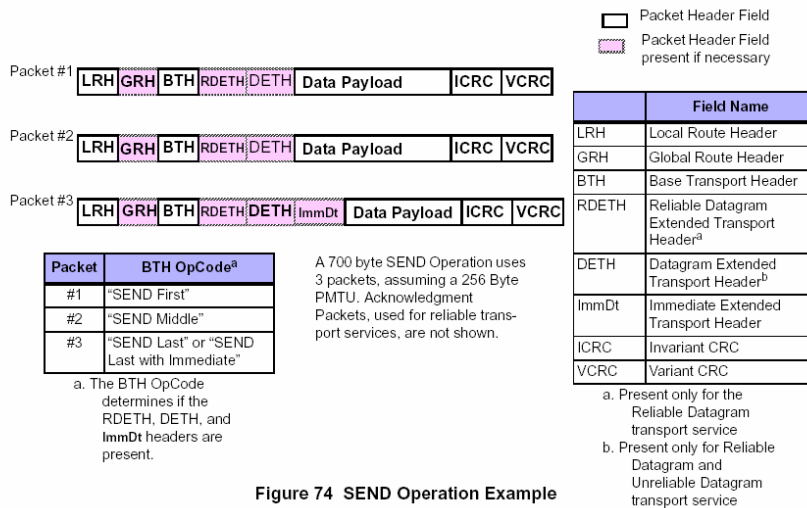 Packet Header Field
Packet Header Field
present if necessary
Packet #1
LRH GRH BTH RDETH DETH Data Payload ICRC VCRC
Packet #2
LRH GRH BTH RDETH DETH Data Payload ICRC VCRC
Packet #3
LRH GRH BTH RDETH DETH ImmDt Data Payload ICRC VCRC
Packet BTH OpCodea
#1 "SEND First"
#2 "SEND Middle"
#3 "SEND Last" or "SEND
Last with Immediate"
a. The BTH OpCode
determines if the
RDETH, DETH, and
ImmDt headers are
present.
A 700 byte SEND Operation uses
3 packets, assuming a 256 Byte
PMTU. Acknowledgment
Packets, used for reliable trans-
port services, are not shown.
Field Name
LRH Local Route Header
GRH Global Route Header
BTH Base Transport Header
RDETH Reliable Datagram
Extended Transport
Headera
DETH Datagram Extended
Transport Headerb
ImmDt Immediate Extended
Transport Header
ICRC Invariant CRC
VCRC Variant CRC
a. Present only for the
Reliable Datagram
transport service
b. Present only for Reliable
Datagram and
Unreliable Datagram
transport service
Figure 74 SEND Operation Example